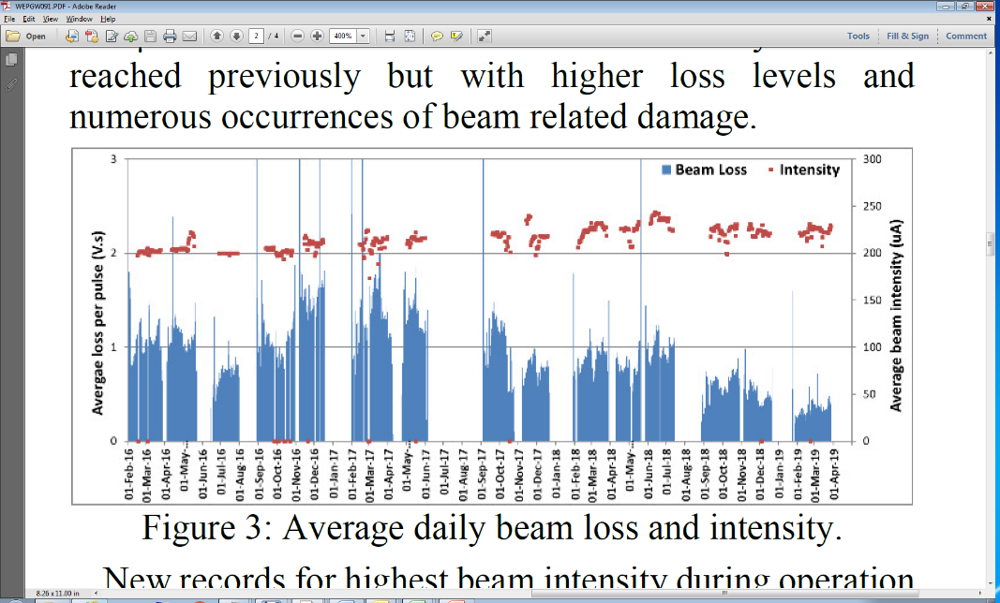 WEPGW091.PDF - Adobe Reader
File Edit View Window Help
Open 2 / 4 400% Tools Fill & Sign Comment
reached previously but with higher loss levels and
numerous occurrences of beam related damage.
Beam Loss Intensity
Avergae loss per pulse (V.s)
3
2
1
0
Average beam intensity (uA)
300
250
200
150
100
50
0
01-Feb-16
01-Mar-16
01-Apr-16
01-May-...
01-Jun-16
01-Jul-16
01-Aug-16
01-Sep-16
01-Oct-16
01-Nov-16
01-Dec-16
01-Jan-17
01-Feb-17
01-Mar-17
01-Apr-17
01-May-...
01-Jun-17
01-Jul-17
01-Aug-17
01-Sep-17
01-Oct-17
01-Nov-17
01-Dec-17
01-Jan-18
01-Feb-18
01-Mar-18
01-Apr-18
01-May-...
01-Jun-18
01-Jul-18
01-Aug-18
01-Sep-18
01-Oct-18
01-Nov-18
01-Dec-18
01-Jan-19
01-Feb-19
01-Mar-19
01-Apr-19
Figure 3: Average daily beam loss and intensity.
New records for highest beam intensity during operation
8.26 x 11.00 in